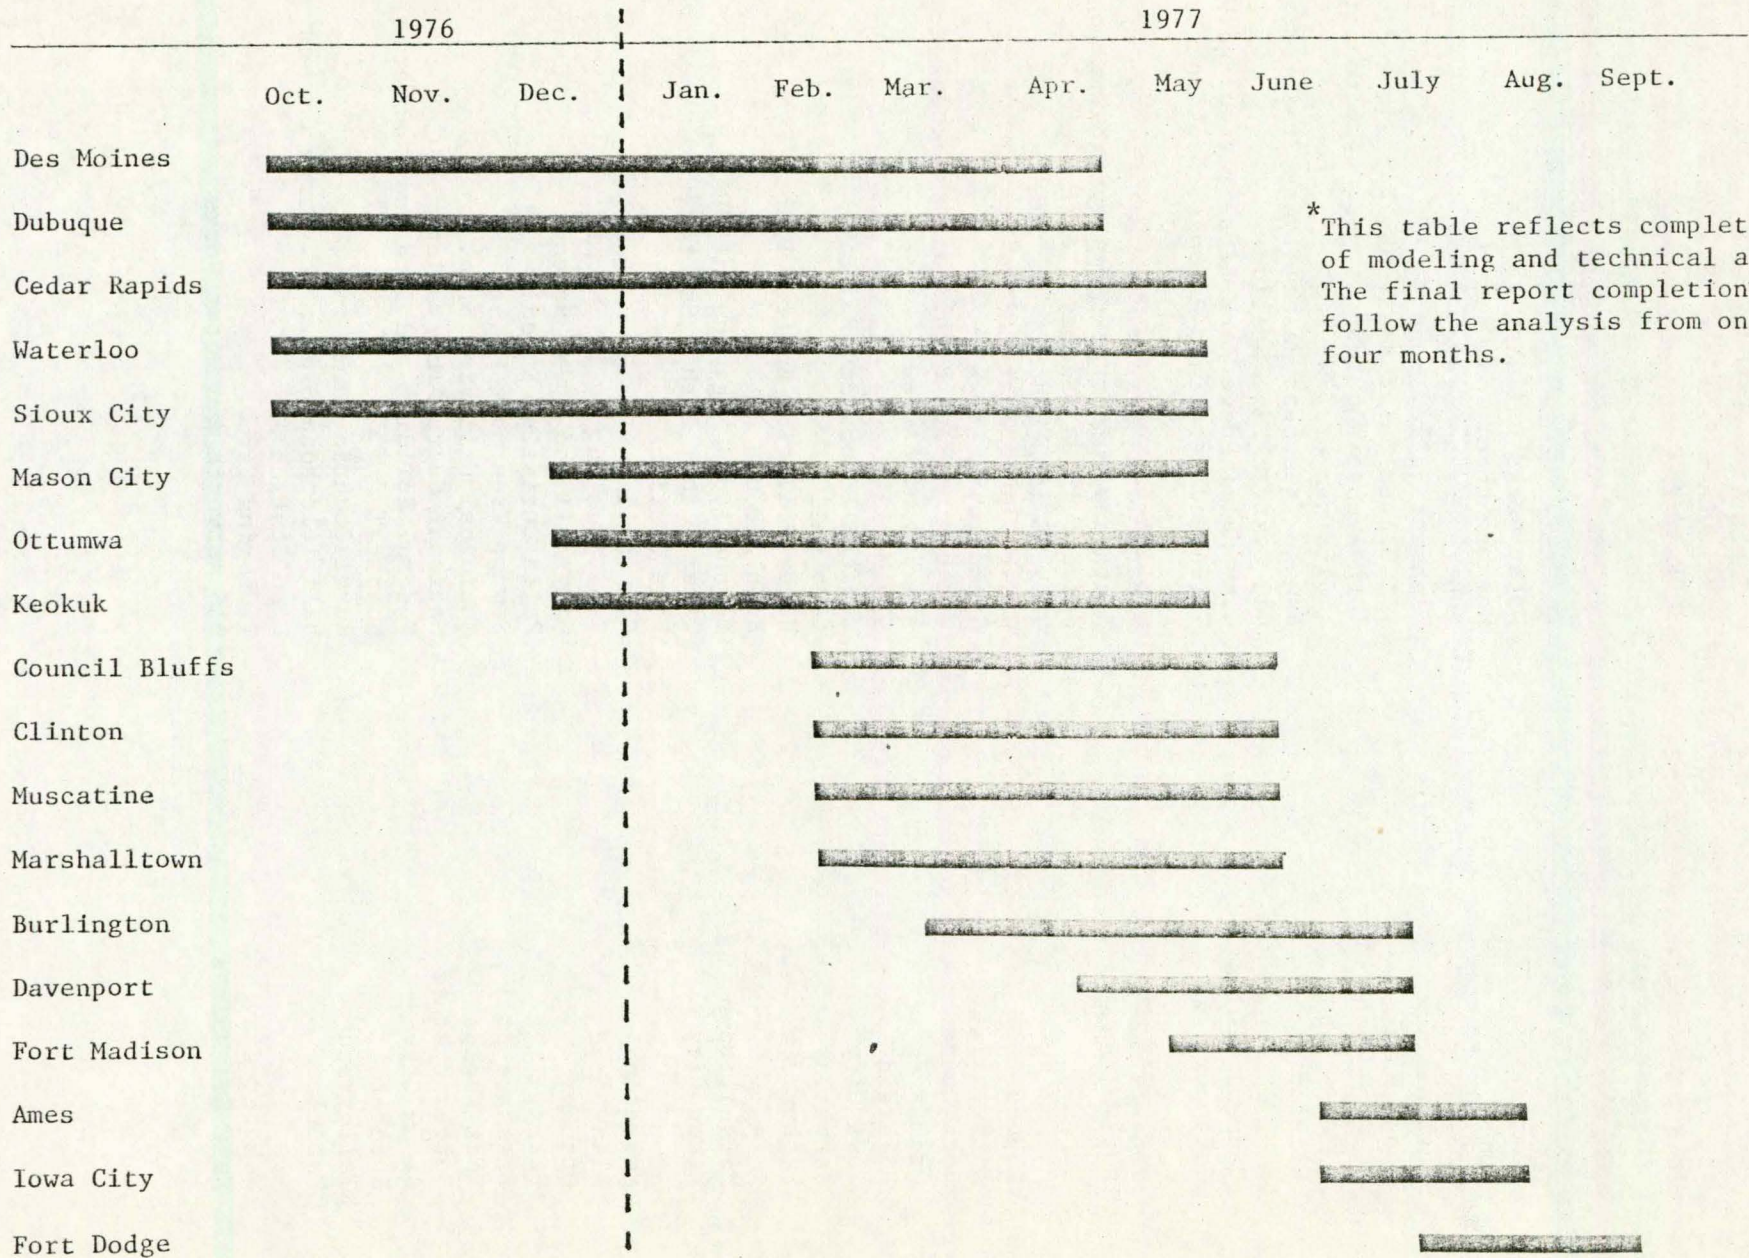 1976 1977
Oct. Nov. Dec. Jan. Feb. Mar. Apr. May June July Aug. Sept.
Des Moines
Dubuque
Cedar Rapids
Waterloo
Sioux City
Mason City
Ottumwa
Keokuk
Council Bluffs
Clinton
Muscatine
Marshalltown
Burlington
Davenport
Fort Madison
Ames
Iowa City
Fort Dodge
*This table reflects complet
of modeling and technical a
The final report completion
follow the analysis from on
four months.